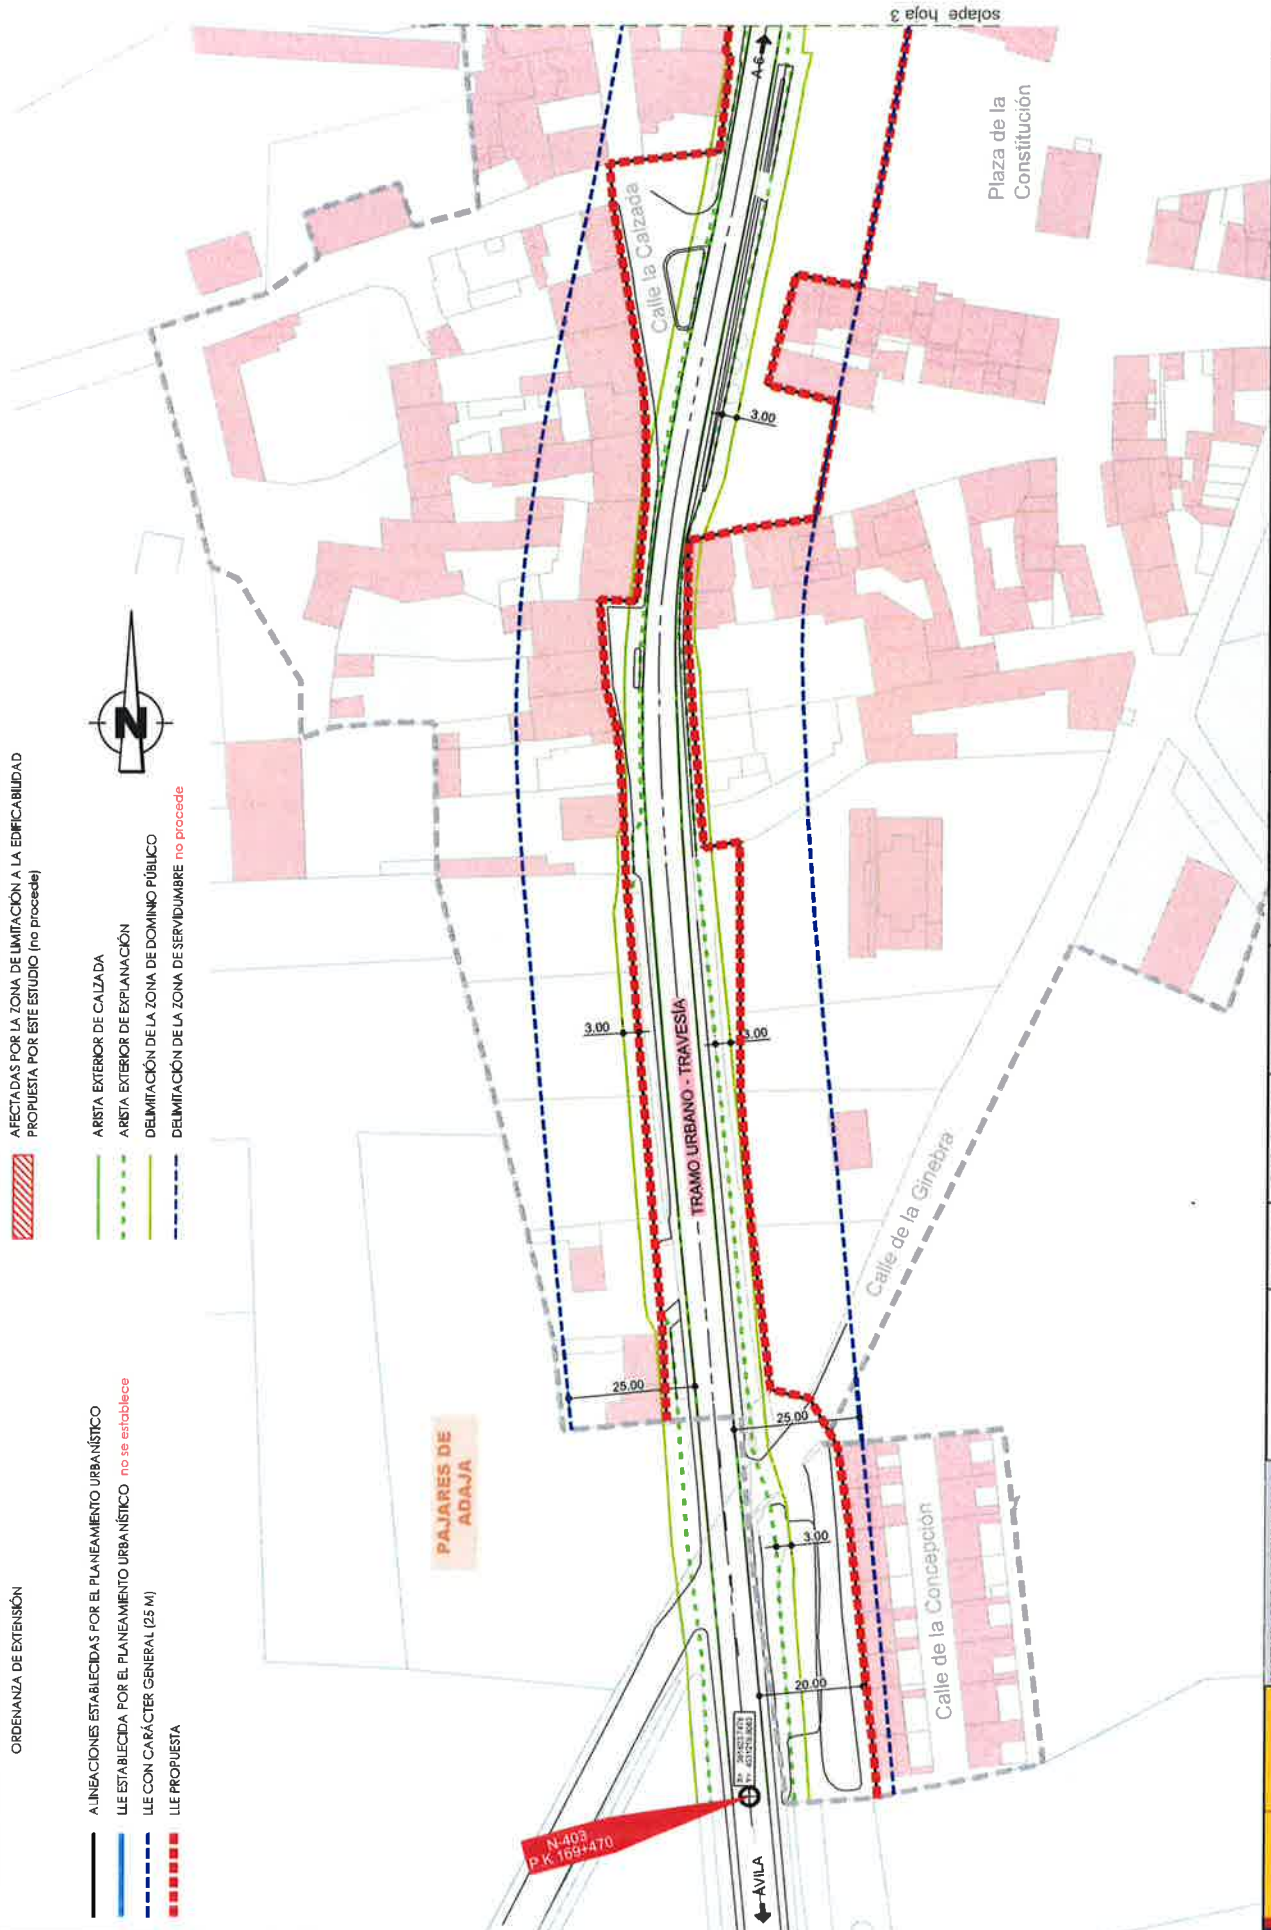 ORDENANZA DE EXTENSIÓN
ALINEACIONES ESTABLECIDAS POR EL PLANEAMIENTO URBANÍSTICO
LLE ESTABLECIDA POR EL PLANEAMIENTO URBANÍSTICO no se establece
LLE CON CARÁCTER GENERAL (25 M)
LLE PROPUESTA
AFECTADAS POR LA ZONA DE LIMITACIÓN A LA EDIFICABILIDAD
PROPUESTA POR ESTE ESTUDIO (no procede)
ARISTA EXTERIOR DE CALZADA
ARISTA EXTERIOR DE EXPLANACIÓN
DELIMITACIÓN DE LA ZONA DE DOMINIO PÚBLICO
DELIMITACIÓN DE LA ZONA DE SERVIDUMBRE no procede
N
PAJARES DE
ADAJA
N-403
P.K. 169+470
AVILA
20.00
3.00
25.00
25.00
Calle de la Concepción
Calle de la Ginebra
TRAMO URBANO - TRAVESÍA
3.00
3.00
3.00
Calle la Calzada
A-6
Plaza de la
Constitución
solape hoja 3